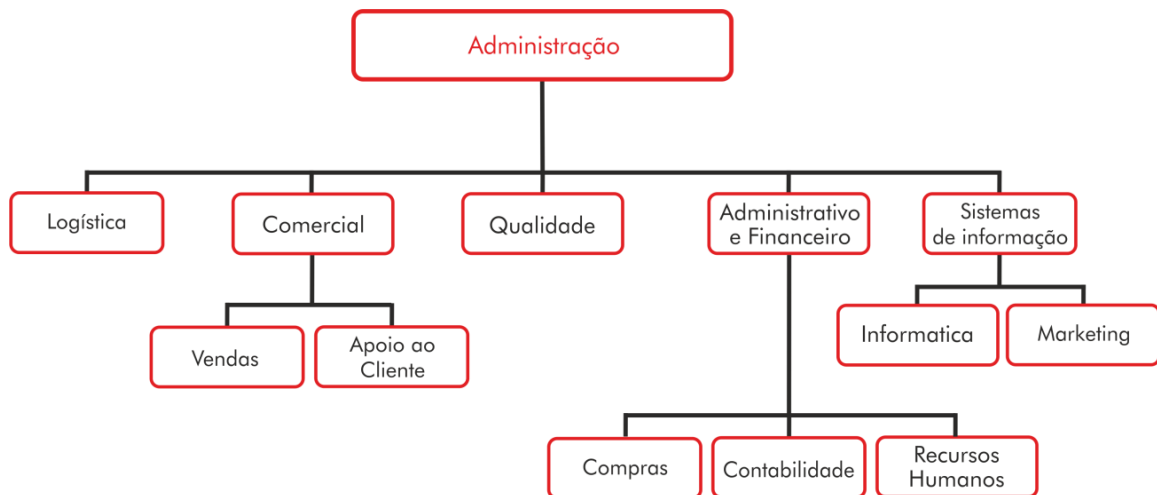 Administração
Logística
Comercial
Qualidade
Administrativo
e Financeiro
Sistemas
de informação
Vendas
Apoio ao
Cliente
Informatica
Marketing
Compras
Contabilidade
Recursos
Humanos